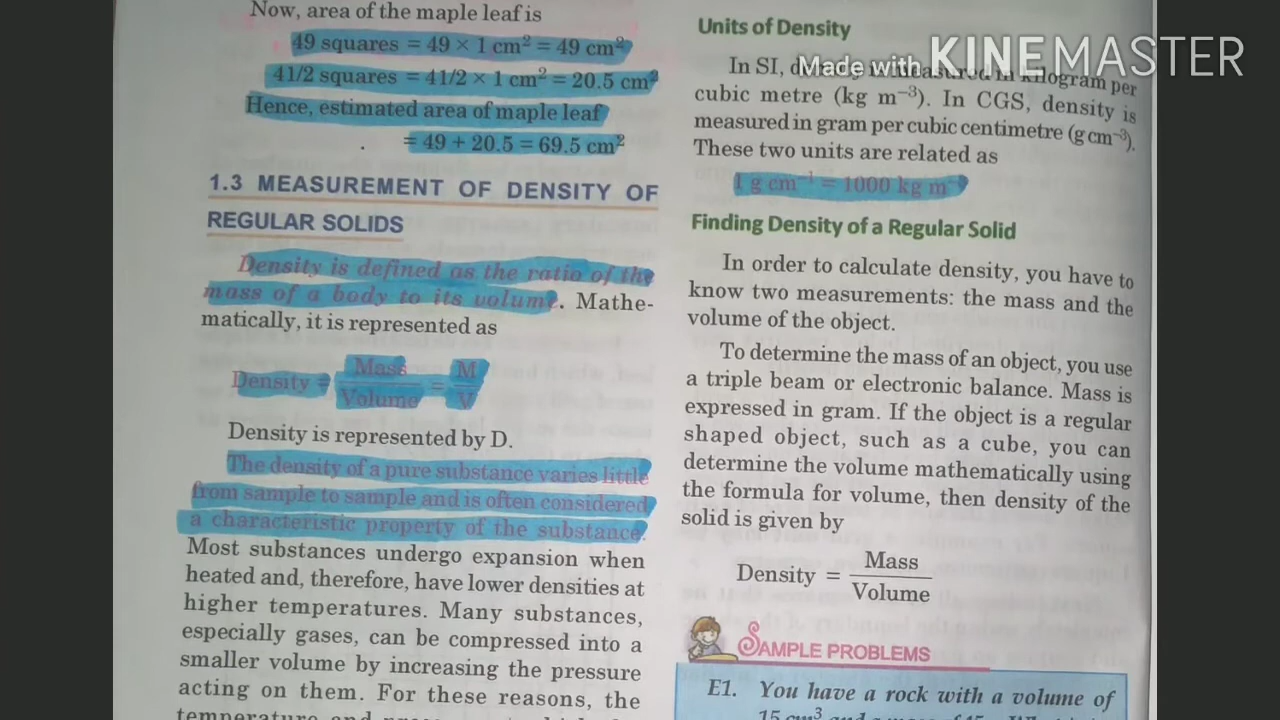 Now, area of the maple leaf is
49 squares = 49 × 1 cm² = 49 cm²
41/2 squares = 41/2 × 1 cm² = 20.5 cm²
Hence, estimated area of maple leaf
= 49 + 20.5 = 69.5 cm²
1.3 MEASUREMENT OF DENSITY OF
REGULAR SOLIDS
Density is defined as the ratio of the
mass of a body to its volume. Mathe-
matically, it is represented as
Density = Mass/Volume = M/V
Density is represented by D.
The density of a pure substance varies little
from sample to sample and is often considered
a characteristic property of the substance.
Most substances undergo expansion when
heated and, therefore, have lower densities at
higher temperatures. Many substances,
especially gases, can be compressed into a
smaller volume by increasing the pressure
acting on them. For these reasons, the
Units of Density
In SI, measured in kilogram per
cubic metre (kg m⁻³). In CGS, density is
measured in gram per cubic centimetre (g cm⁻³).
These two units are related as
1 g cm⁻¹ = 1000 kg m
Finding Density of a Regular Solid
In order to calculate density, you have to
know two measurements: the mass and the
volume of the object.
To determine the mass of an object, you use
a triple beam or electronic balance. Mass is
expressed in gram. If the object is a regular
shaped object, such as a cube, you can
determine the volume mathematically using
the formula for volume, then density of the
solid is given by
Density = Mass/Volume
SAMPLE PROBLEMS
E1. You have a rock with a volume of
Made with KINEMASTER